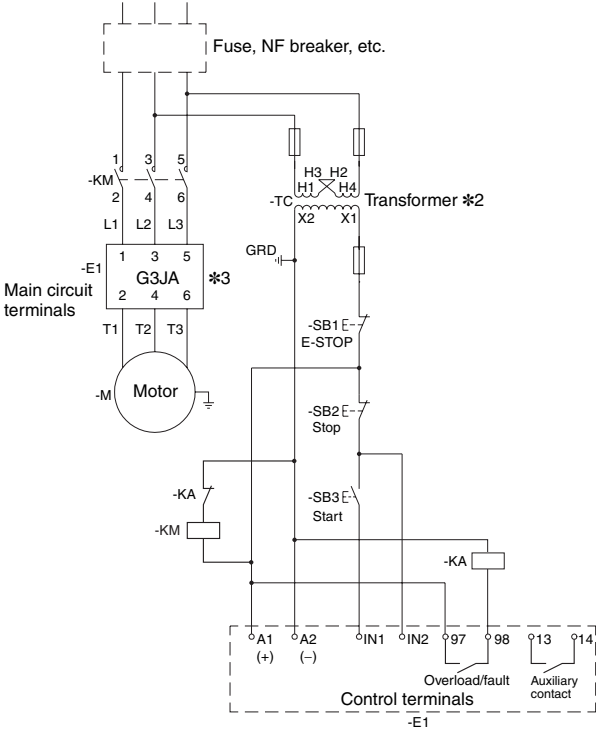 Fuse, NF breaker, etc.
1 3 5
-KM
2 4 6
H3 H2
H1 H4
-TC
Transformer *2
X2 X1
L1 L2 L3
GRD
-E1
1 3 5
G3JA
*3
2 4 6
Main circuit
terminals
T1 T2 T3
-SB1
E-STOP
-M
Motor
-SB2
Stop
-KA
-SB3
Start
-KM
-KA
A1 A2 IN1 IN2 97 98 13 14
(+) (−)
Overload/fault
Auxiliary
contact
Control terminals
-E1